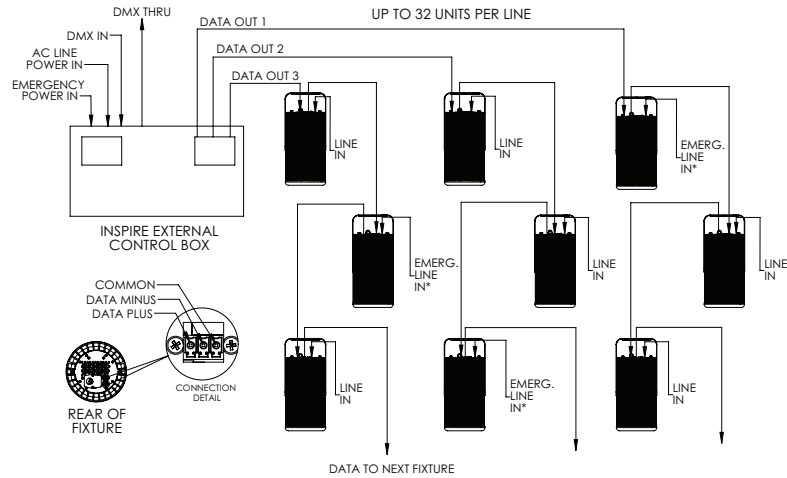 DMX THRU
UP TO 32 UNITS PER LINE
DATA OUT 1
DMX IN
DATA OUT 2
AC LINE
POWER IN
DATA OUT 3
EMERGENCY
POWER IN
LINE
IN
LINE
IN
EMERG.
LINE
IN*
INSPIRE EXTERNAL
CONTROL BOX
EMERG.
LINE
IN*
LINE
IN
LINE
IN
COMMON
DATA MINUS
DATA PLUS
CONNECTION
DETAIL
REAR OF
FIXTURE
LINE
IN
EMERG.
LINE
IN*
LINE
IN
DATA TO NEXT FIXTURE